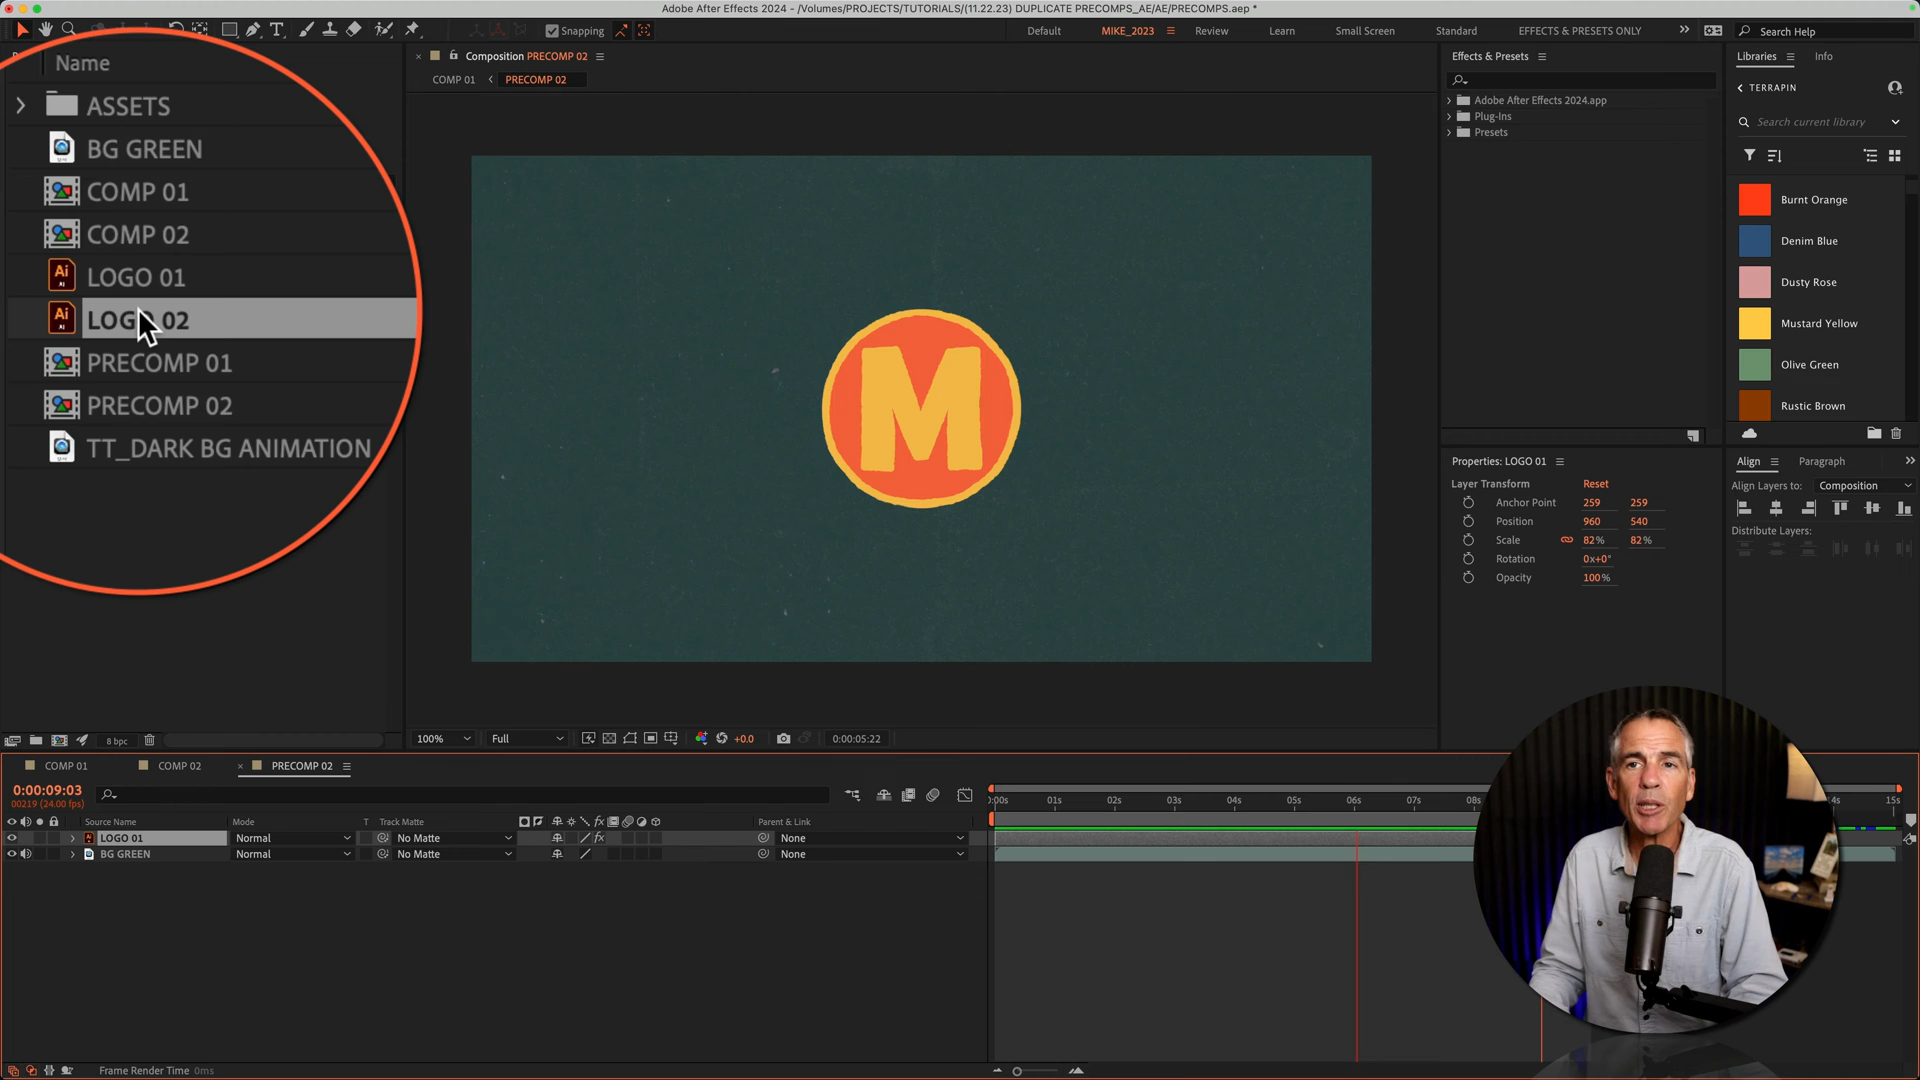 Adobe After Effects 2024 - /Volumes/PROJECTS/TUTORIALS/(11.22.23) DUPLICATE PRECOMPS_AE/AE/PRECOMPS.aep *
Snapping
Default
MIKE_2023
Review
Learn
Small Screen
Standard
EFFECTS & PRESETS ONLY
Search Help
Name
ASSETS
BG GREEN
COMP 01
COMP 02
LOGO 01
LOGO 02
PRECOMP 01
PRECOMP 02
TT_DARK BG ANIMATION
8 bpc
Composition PRECOMP 02
COMP 01
PRECOMP 02
M
100%
Full
+0.0
0:00:05:22
Effects & Presets
Adobe After Effects 2024.app
Plug-Ins
Presets
Properties: LOGO 01
Layer Transform Reset
Anchor Point 259 259
Position 960 540
Scale 82% 82%
Rotation 0x+0°
Opacity 100%
Libraries
Info
TERRAPIN
Search current library
Burnt Orange
Denim Blue
Dusty Rose
Mustard Yellow
Olive Green
Rustic Brown
Align
Paragraph
Align Layers to: Composition
Distribute Layers:
COMP 01
COMP 02
PRECOMP 02
0:00:09:03
00219 (24.00 fps)
Source Name Mode T Track Matte Parent & Link
LOGO 01 Normal No Matte None
BG GREEN Normal No Matte None
0:00s 01s 02s 03s 04s 05s 06s 07s 08s 15s
Frame Render Time 0ms